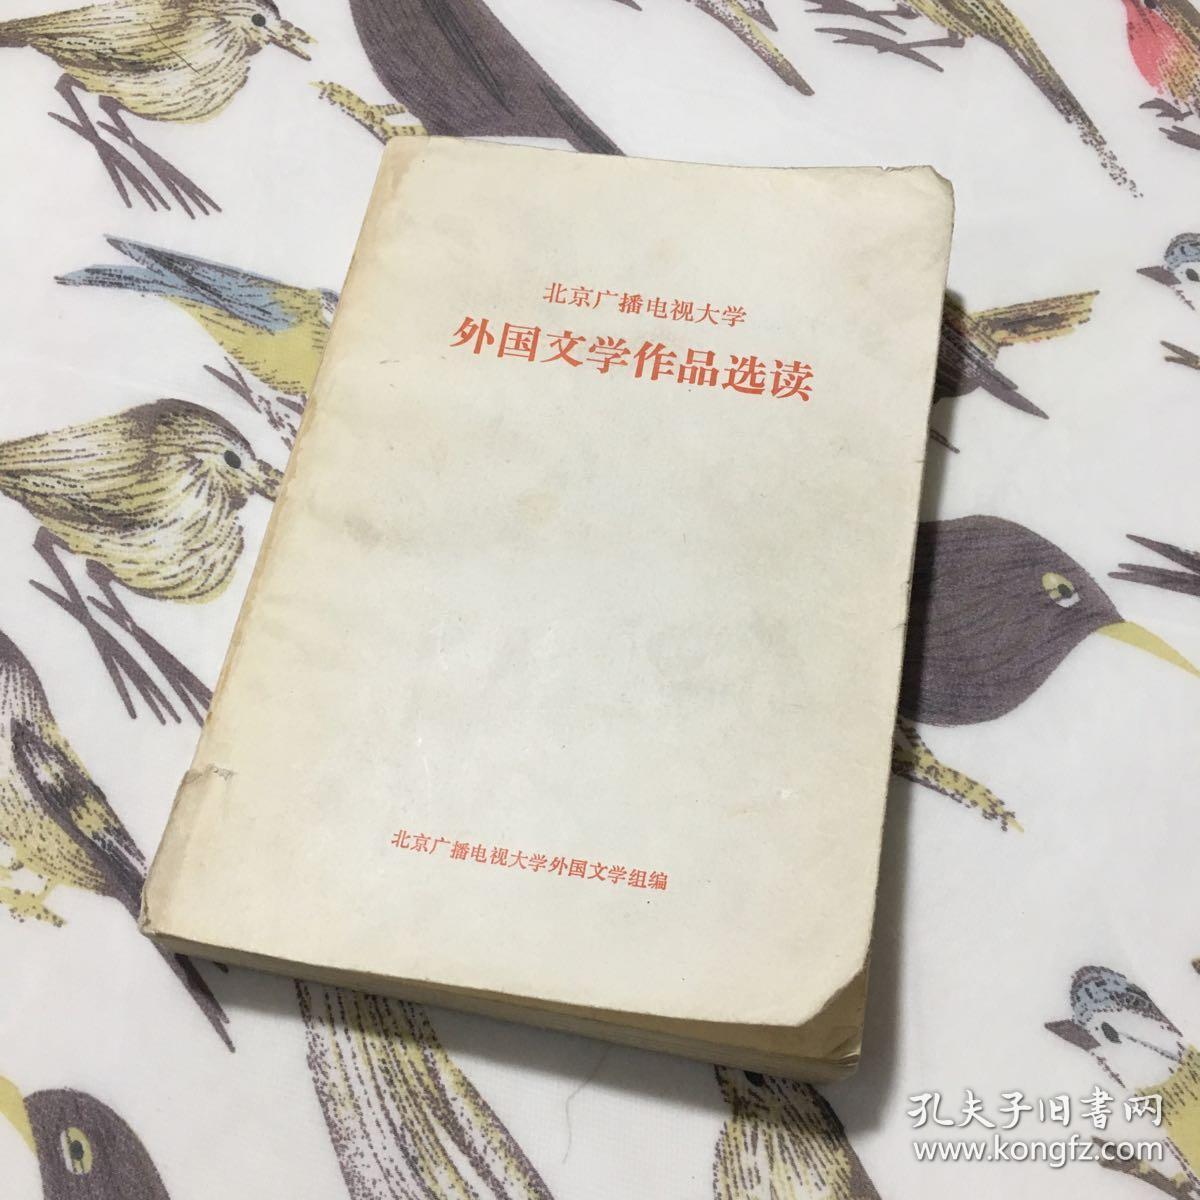 北京广播电视大学
外国文学作品选读
北京广播电视大学外国文学组编
孔夫子旧書网
www.kongfz.com